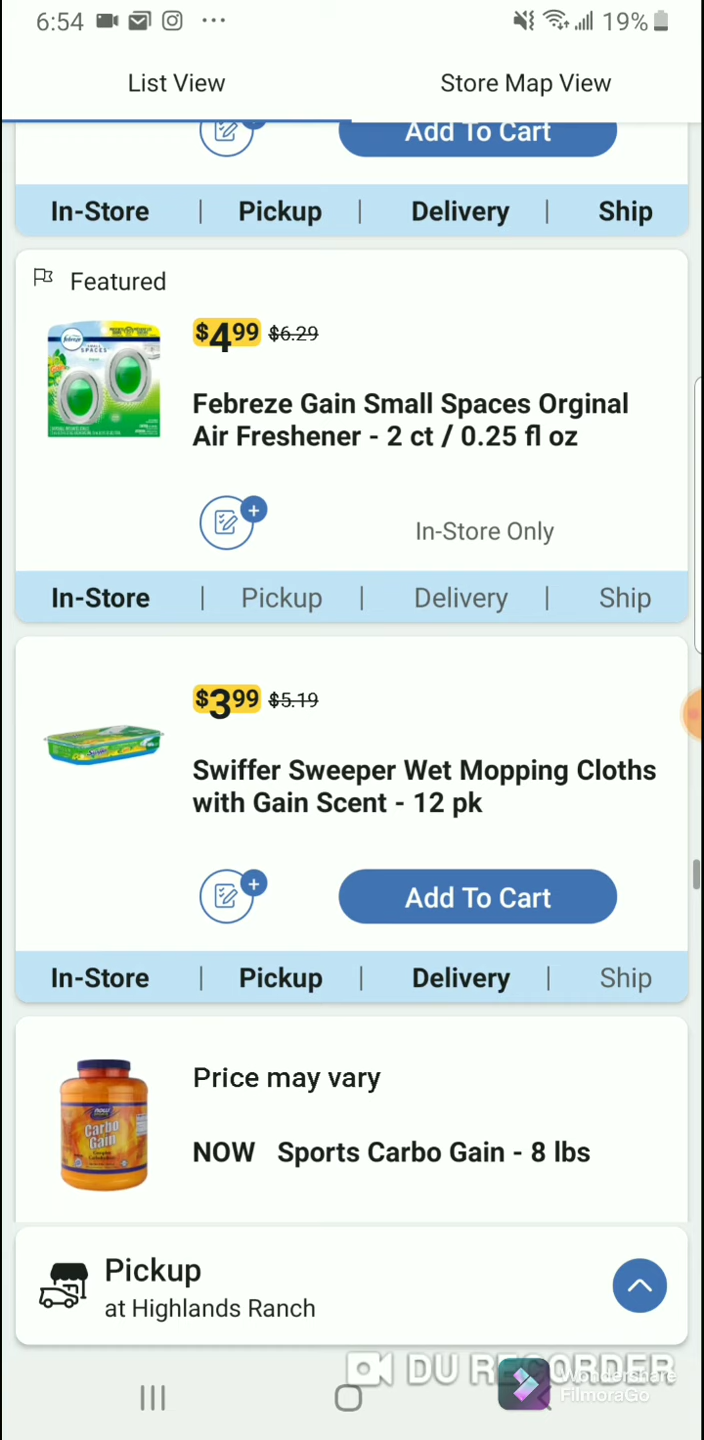 6:54 ... 19%
List View Store Map View
Add To Cart
In-Store | Pickup | Delivery | Ship
Featured
$4.99 $6.29
Febreze Gain Small Spaces Orginal
Air Freshener - 2 ct / 0.25 fl oz
In-Store Only
In-Store | Pickup | Delivery | Ship
$3.99 $5.19
Swiffer Sweeper Wet Mopping Cloths
with Gain Scent - 12 pk
Add To Cart
In-Store | Pickup | Delivery | Ship
NOW
Carbo
Gain
Price may vary
NOW Sports Carbo Gain - 8 lbs
Pickup
at Highlands Ranch
DU RECORDER
Wondershare
FilmoraGo